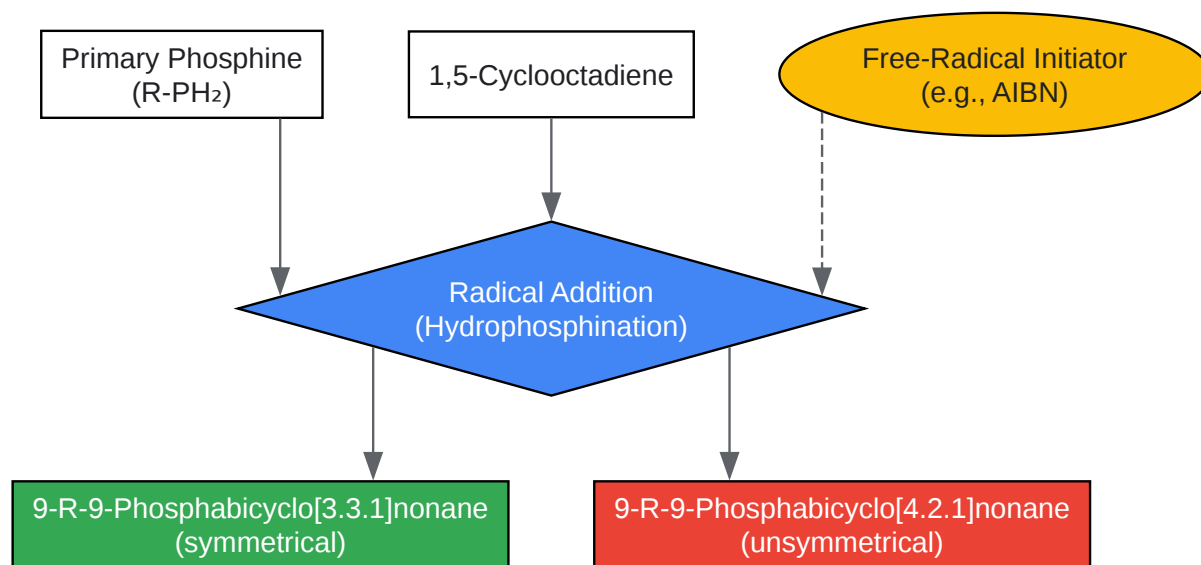 Primary Phosphine
(R-PH₂)
1,5-Cyclooctadiene
Free-Radical Initiator
(e.g., AIBN)
Radical Addition
(Hydrophosphination)
9-R-9-Phosphabicyclo[3.3.1]nonane
(symmetrical)
9-R-9-Phosphabicyclo[4.2.1]nonane
(unsymmetrical)